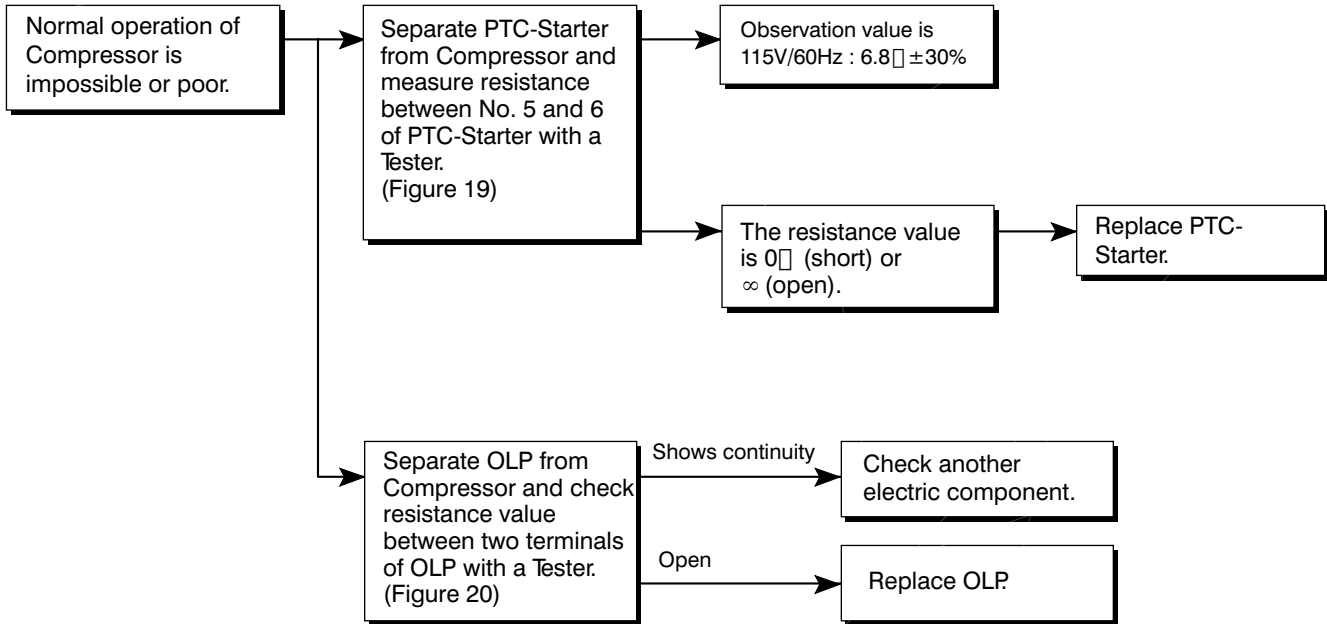 Normal operation of
Compressor is
impossible or poor.
Separate PTC-Starter
from Compressor and
measure resistance
between No. 5 and 6
of PTC-Starter with a
Tester.
(Figure 19)
Observation value is
115V/60Hz : 6.8▯ ±30%
The resistance value
is 0▯ (short) or
∞ (open).
Replace PTC-
Starter.
Separate OLP from
Compressor and check
resistance value
between two terminals
of OLP with a Tester.
(Figure 20)
Shows continuity
Check another
electric component.
Open
Replace OLP.